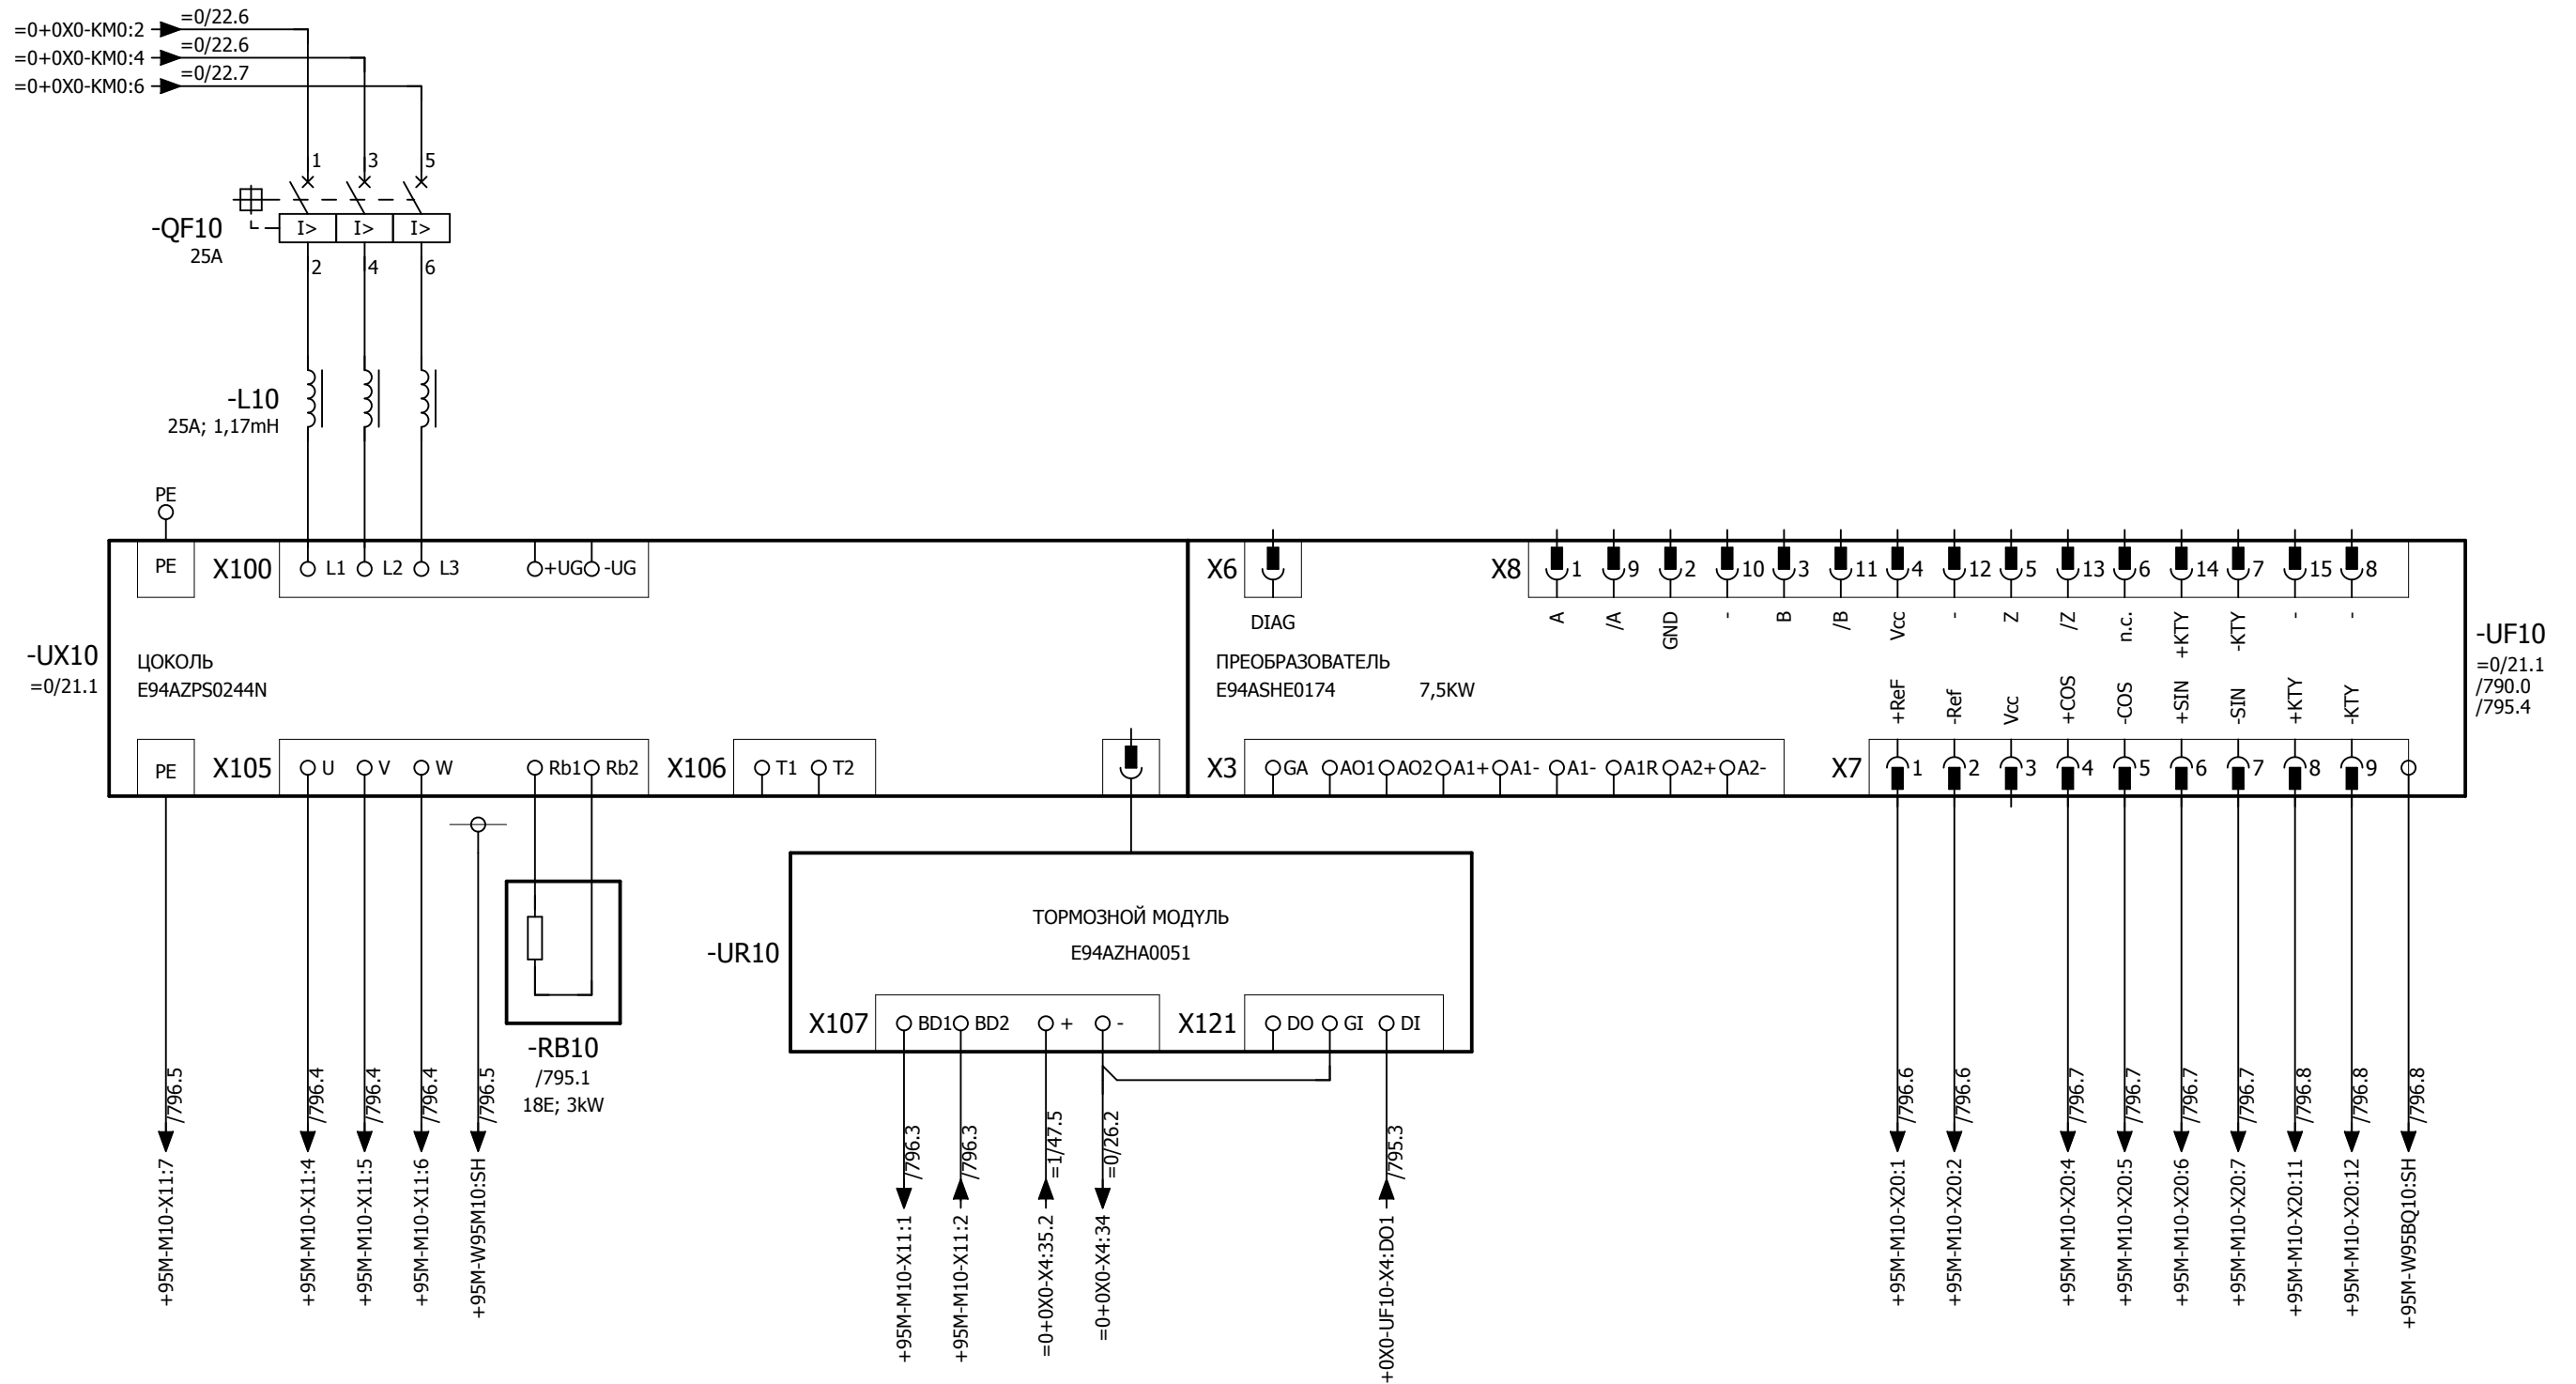 =0+0X0-KM0:2 =0/22.6
=0+0X0-KM0:4 =0/22.6
=0+0X0-KM0:6 =0/22.7
1 3 5
-QF10 I> I> I>
25A
2 4 6
-L10
25A; 1,17mH
PE
PE X100 L1 L2 L3 +UG -UG
X6 X8 1 9 2 10 3 11 4 12 5 13 6 14 7 15 8
DIAG A /A GND - B /B Vcc - Z /Z n.c. +KTY -KTY - -
-UX10
=0/21.1
ЦОКОЛЬ
E94AZPS0244N
ПРЕОБРАЗОВАТЕЛЬ
E94ASHE0174 7,5KW
-UF10
=0/21.1
/790.0
/795.4
+ReF -Ref Vcc +COS -COS +SIN -SIN +KTY -KTY
PE X105 U V W Rb1 Rb2 X106 T1 T2
X3 GA AO1 AO2 A1+ A1- A1- A1R A2+ A2- X7 1 2 3 4 5 6 7 8 9
-UR10
ТОРМОЗНОЙ МОДУЛЬ
E94AZHA0051
X107 BD1 BD2 + - X121 DO GI DI
-RB10
/795.1
18E; 3kW
/796.5 /796.4 /796.4 /796.4 /796.5
+95M-M10-X11:7
+95M-M10-X11:4
+95M-M10-X11:5
+95M-M10-X11:6
+95M-W95M10:SH
/796.3 /796.3 =1/47.5 =0/26.2 /795.3
+95M-M10-X11:1
+95M-M10-X11:2
=0+0X0-X4:35.2
=0+0X0-X4:34
+0X0-UF10-X4:DO1
/796.6 /796.6 /796.7 /796.7 /796.7 /796.7 /796.8 /796.8 /796.8
+95M-M10-X20:1
+95M-M10-X20:2
+95M-M10-X20:4
+95M-M10-X20:5
+95M-M10-X20:6
+95M-M10-X20:7
+95M-M10-X20:11
+95M-M10-X20:12
+95M-W95BQ10:SH